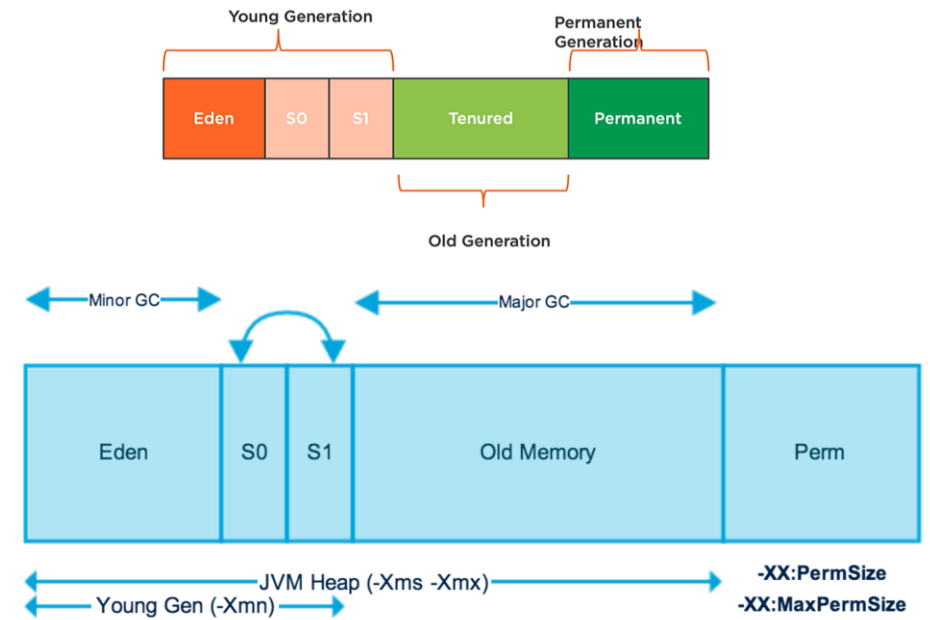 Young Generation
Permanent
Generation
Eden
S0
S1
Tenured
Permanent
Old Generation
Minor GC
Major GC
Eden
S0
S1
Old Memory
Perm
JVM Heap (-Xms -Xmx)
-XX:PermSize
Young Gen (-Xmn)
-XX:MaxPermSize